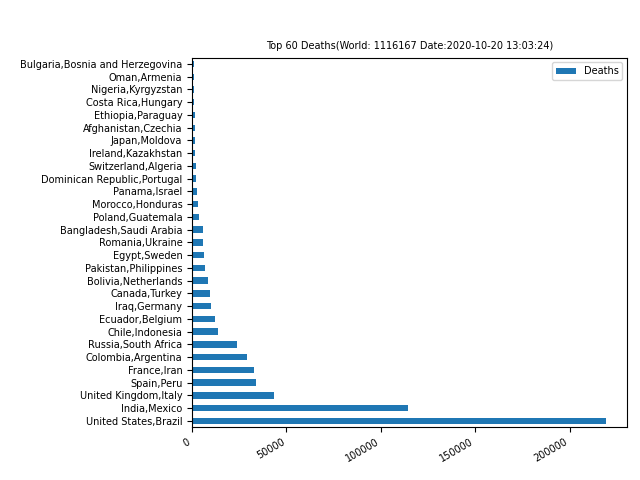 Top 60 Deaths(World: 1116167 Date:2020-10-20 13:03:24)
Deaths
Bulgaria,Bosnia and Herzegovina
Oman,Armenia
Nigeria,Kyrgyzstan
Costa Rica,Hungary
Ethiopia,Paraguay
Afghanistan,Czechia
Japan,Moldova
Ireland,Kazakhstan
Switzerland,Algeria
Dominican Republic,Portugal
Panama,Israel
Morocco,Honduras
Poland,Guatemala
Bangladesh,Saudi Arabia
Romania,Ukraine
Egypt,Sweden
Pakistan,Philippines
Bolivia,Netherlands
Canada,Turkey
Iraq,Germany
Ecuador,Belgium
Chile,Indonesia
Russia,South Africa
Colombia,Argentina
France,Iran
Spain,Peru
United Kingdom,Italy
India,Mexico
United States,Brazil
0
50000
100000
150000
200000